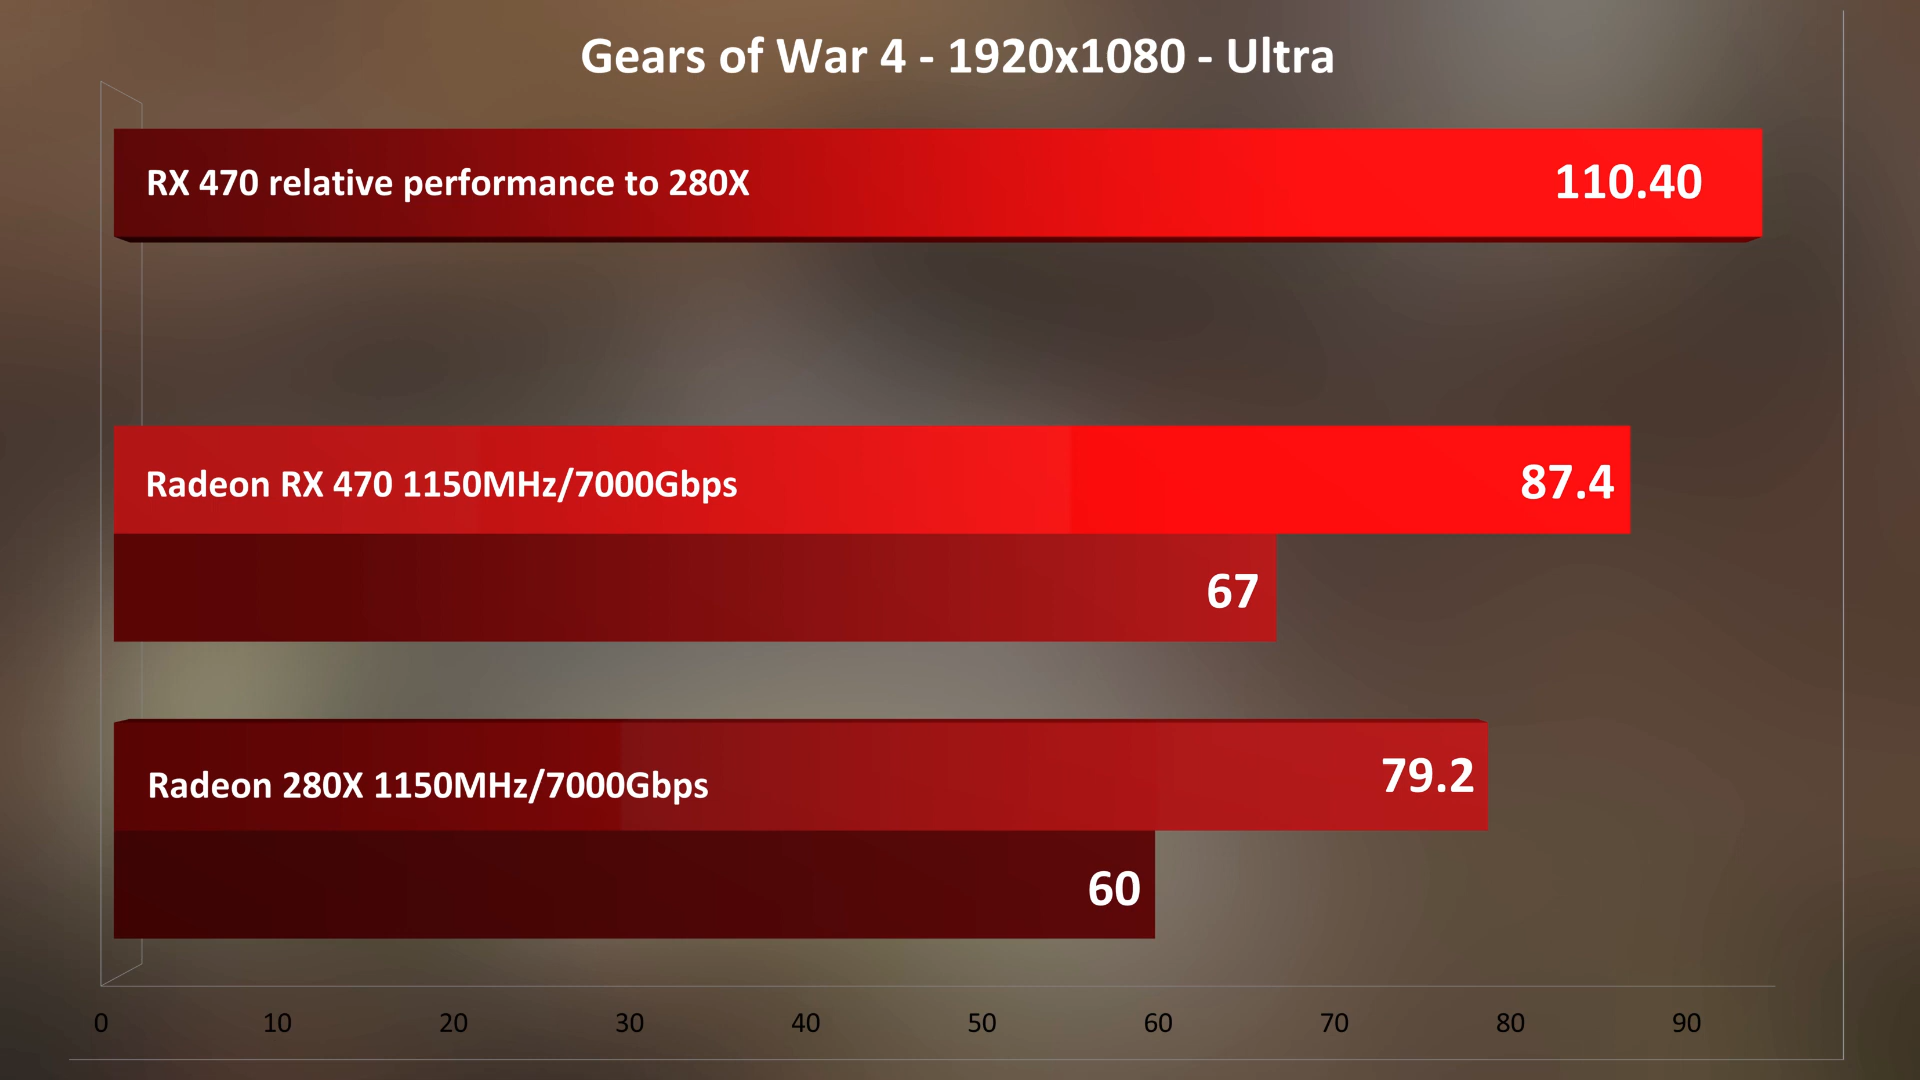 Gears of War 4 - 1920x1080 - Ultra
RX 470 relative performance to 280X 110.40
Radeon RX 470 1150MHz/7000Gbps 87.4
67
Radeon 280X 1150MHz/7000Gbps 79.2
60
0 10 20 30 40 50 60 70 80 90